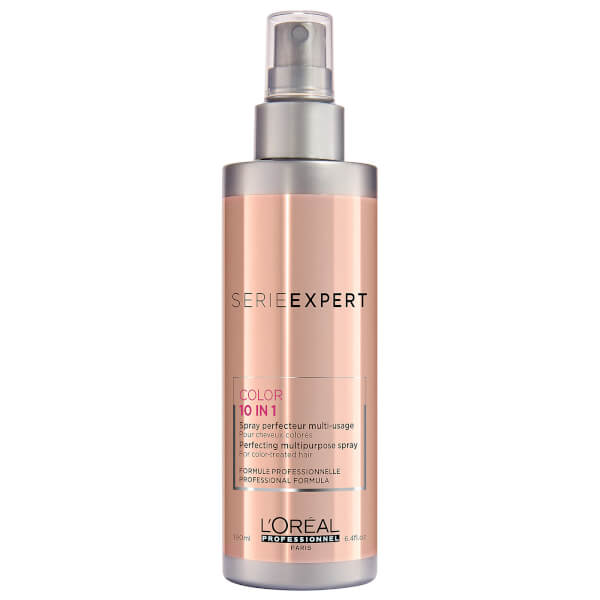 SERIEEXPERT
COLOR
10 IN 1
Spray perfecteur multi-usage
Pour cheveux colorés
Perfecting multipurpose spray
For color-treated hair
FORMULE PROFESSIONNELLE
PROFESSIONAL FORMULA
L'ORÉAL
PROFESSIONNEL
190ml PARIS 6.4fl.oz